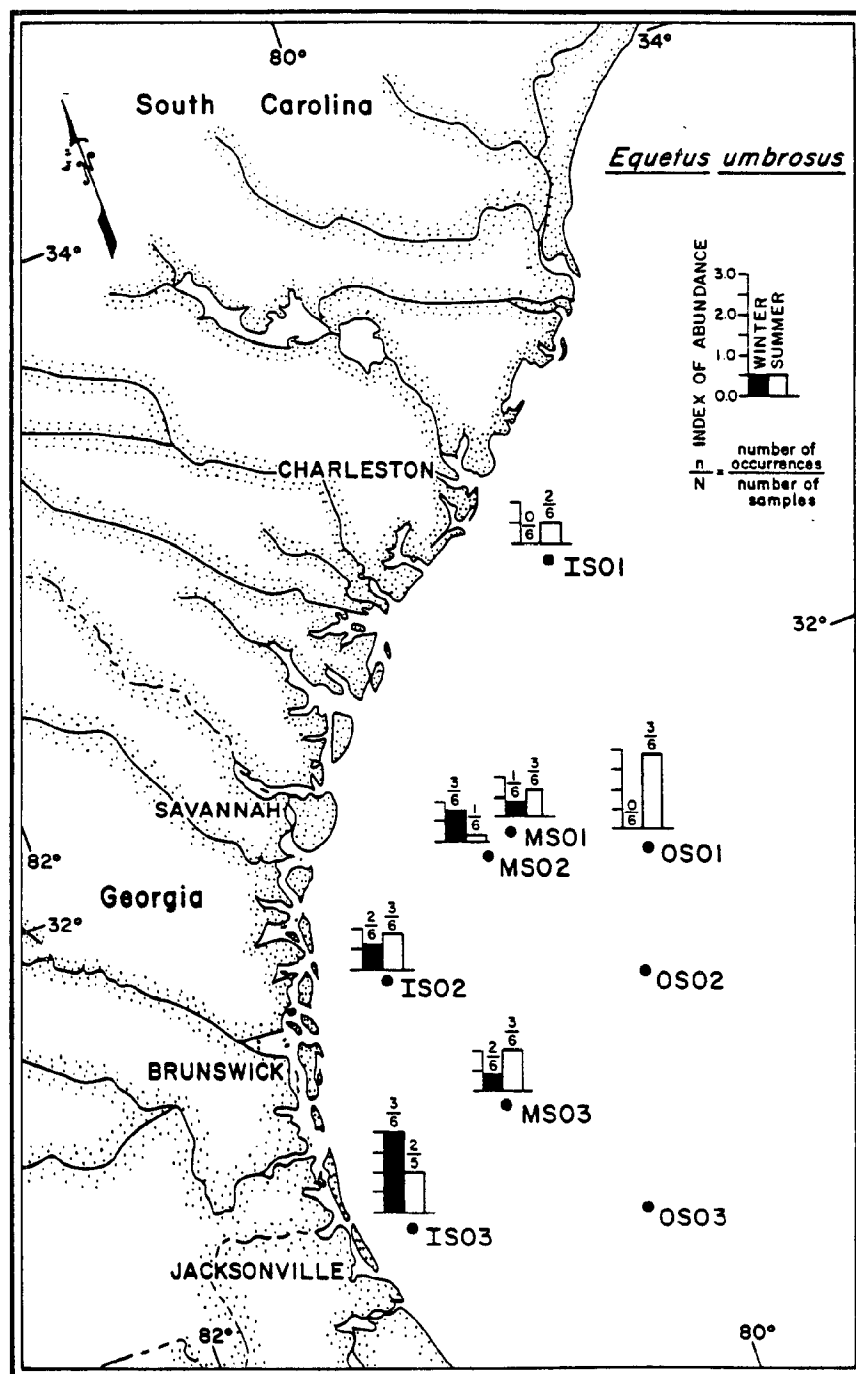 80°
34°
South Carolina
Equetus umbrosus
N
34°
INDEX OF ABUNDANCE
3.0
2.0
1.0
0.0
WINTER
SUMMER
n/N = number of occurrences / number of samples
CHARLESTON
0/6 2/6
IS01
32°
3/6 1/6
MS02
1/6 3/6
MS01
0/6 3/6
OS01
SAVANNAH
82°
Georgia
32°
2/6 3/6
IS02
OS02
BRUNSWICK
2/6 3/6
MS03
3/6 2/5
IS03
OS03
JACKSONVILLE
82°
80°